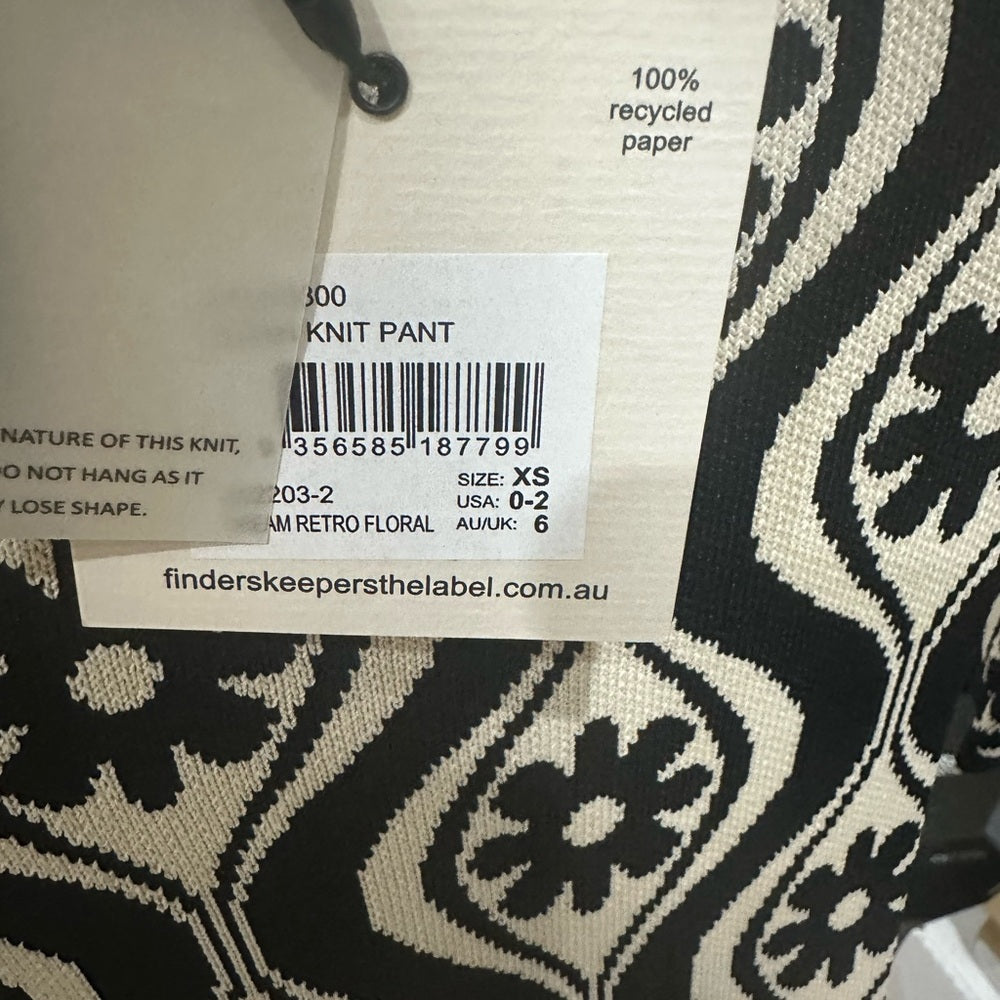 100%
recycled
paper
300
KNIT PANT
356585 187799
SIZE: XS
203-2
USA: 0-2
AM RETRO FLORAL
AU/UK: 6
NATURE OF THIS KNIT,
DO NOT HANG AS IT
LOSE SHAPE.
finderskeepersthelabel.com.au